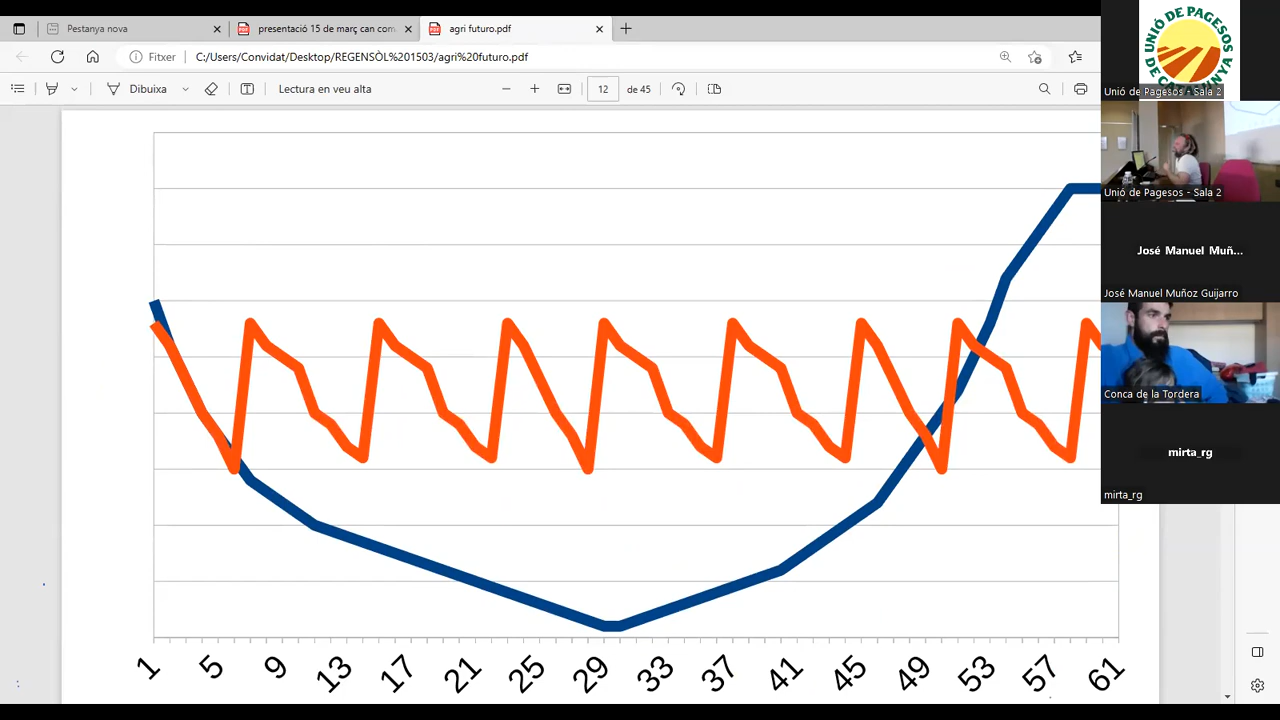 Pestanya nova
presentació 15 de març can com
agri futuro.pdf
Fitxer
C:/Users/Convidat/Desktop/REGENSÒL%201503/agri%20futuro.pdf
Dibuixa
Lectura en veu alta
12 de 45
1 5 9 13 17 21 25 29 33 37 41 45 49 53 57 61
UNIÓ DE PAGESOS
DE CATALUNYA
Unió de Pagesos - Sala 2
Unió de Pagesos - Sala 2
José Manuel Muñ...
José Manuel Muñoz Guijarro
Conca de la Tordera
mirta_rg
mirta_rg